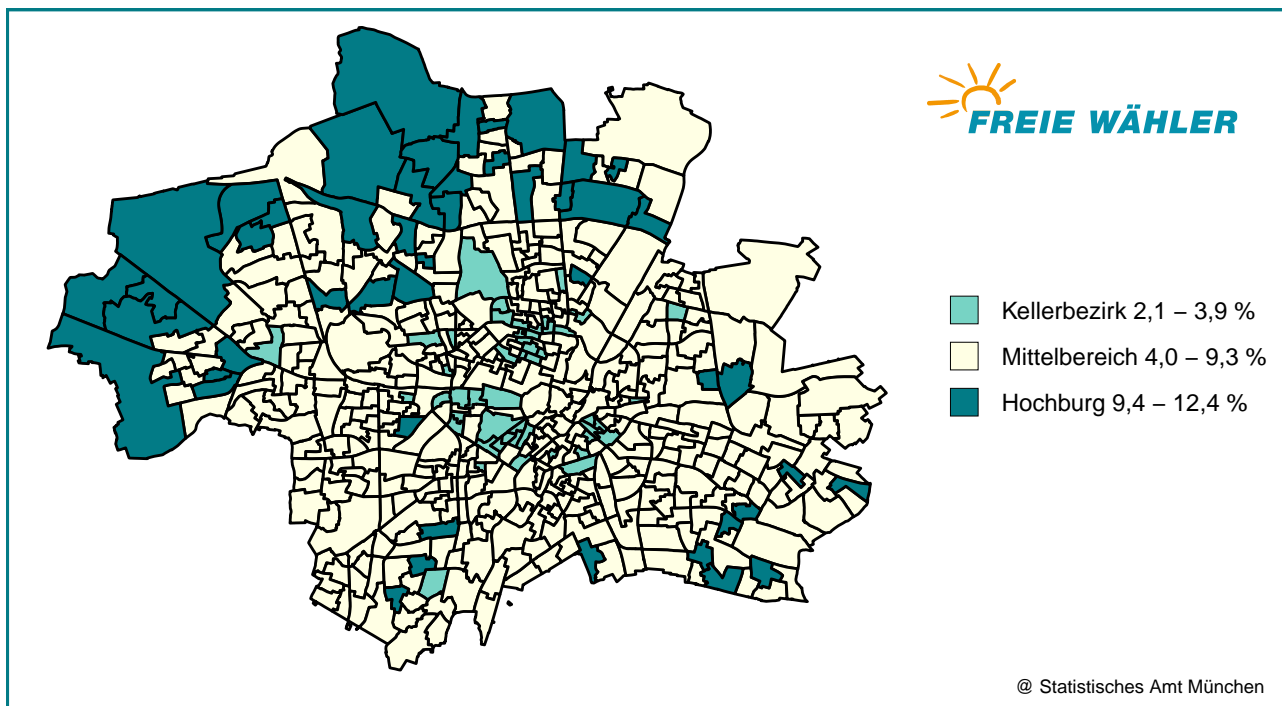 FREIE WÄHLER
Kellerbezirk 2,1 – 3,9 %
Mittelbereich 4,0 – 9,3 %
Hochburg 9,4 – 12,4 %
@ Statistisches Amt München